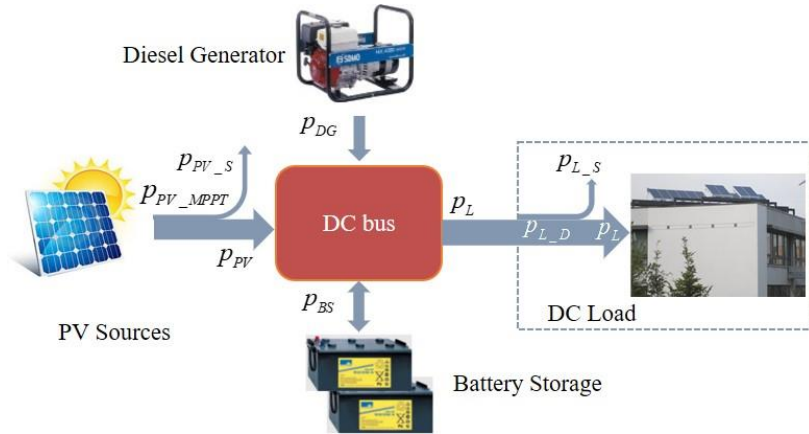 Diesel Generator
SDMO
p_DG
p_PV_S
p_PV_MPPT
p_PV
DC bus
p_L
p_L_S
p_L_D
p_L
p_BS
PV Sources
DC Load
Battery Storage